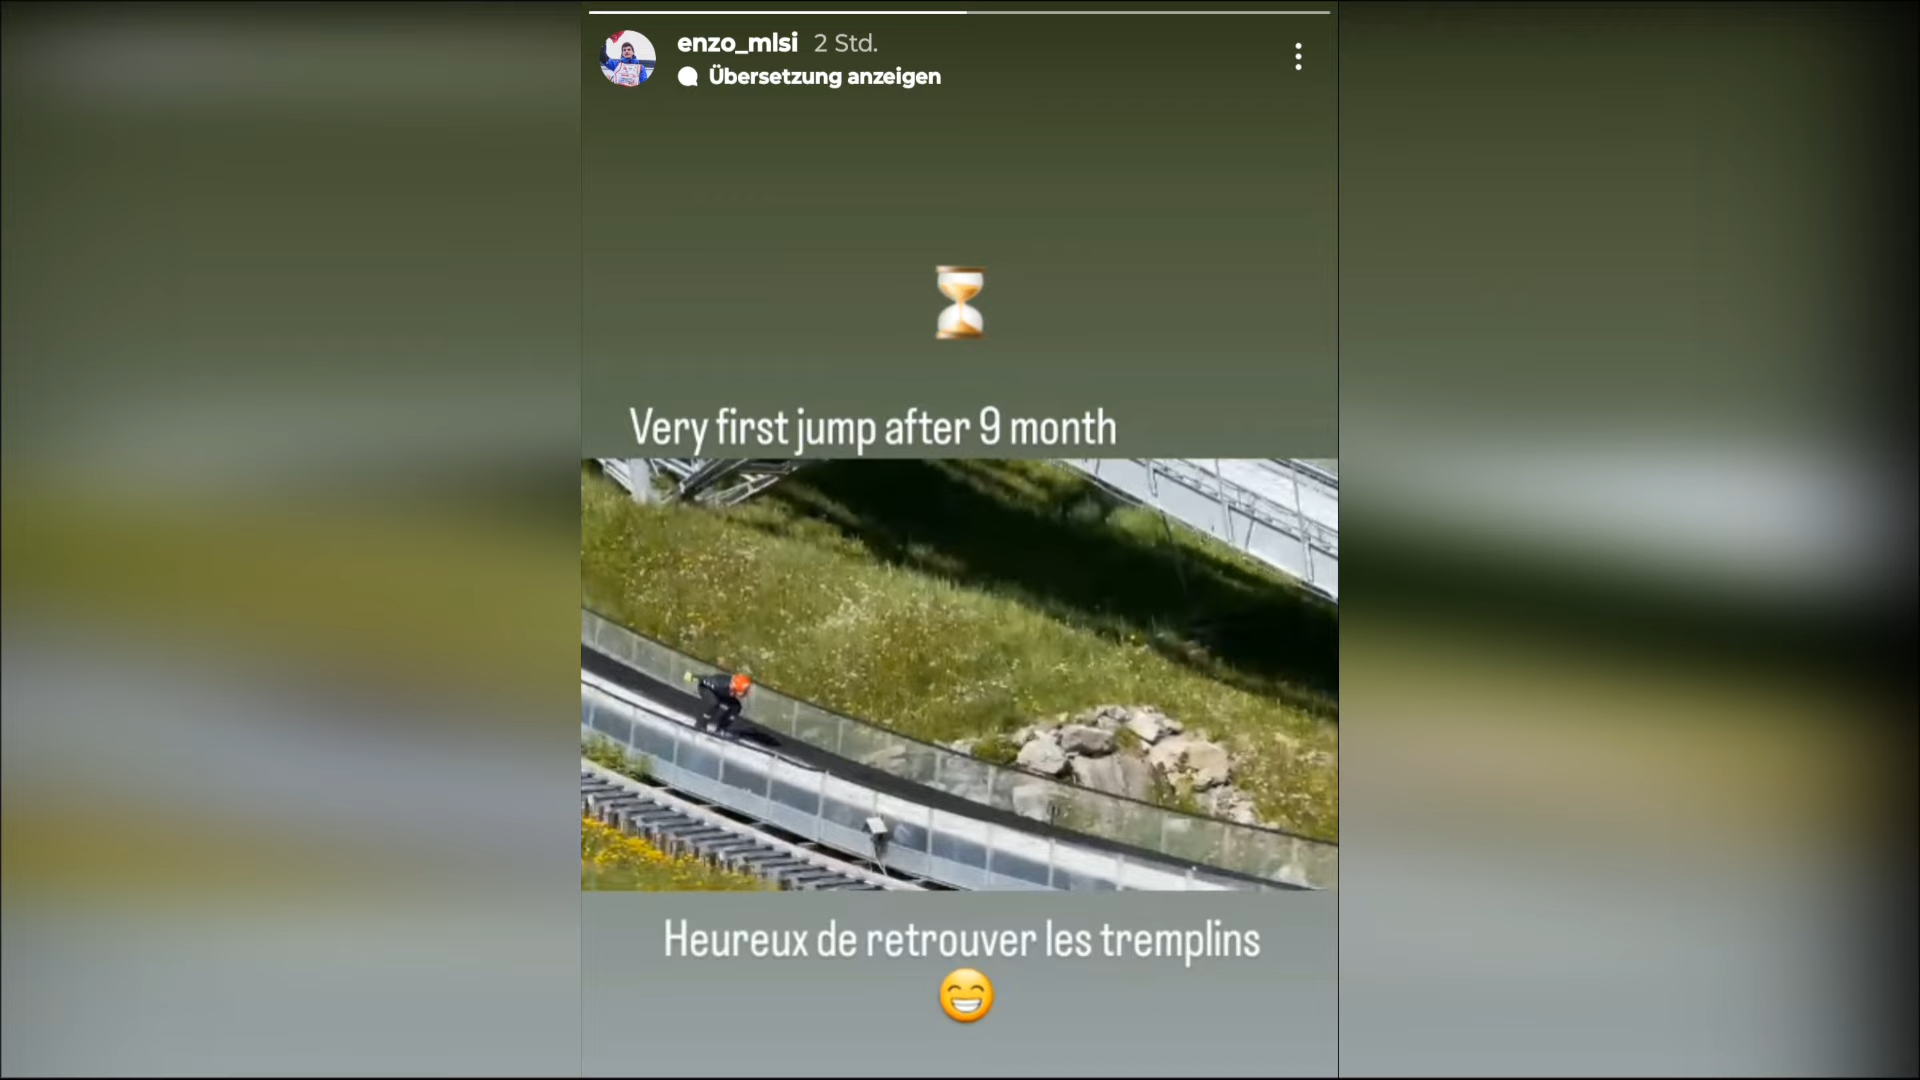 enzo_mlsi 2 Std.
Übersetzung anzeigen
Very first jump after 9 month
Heureux de retrouver les tremplins